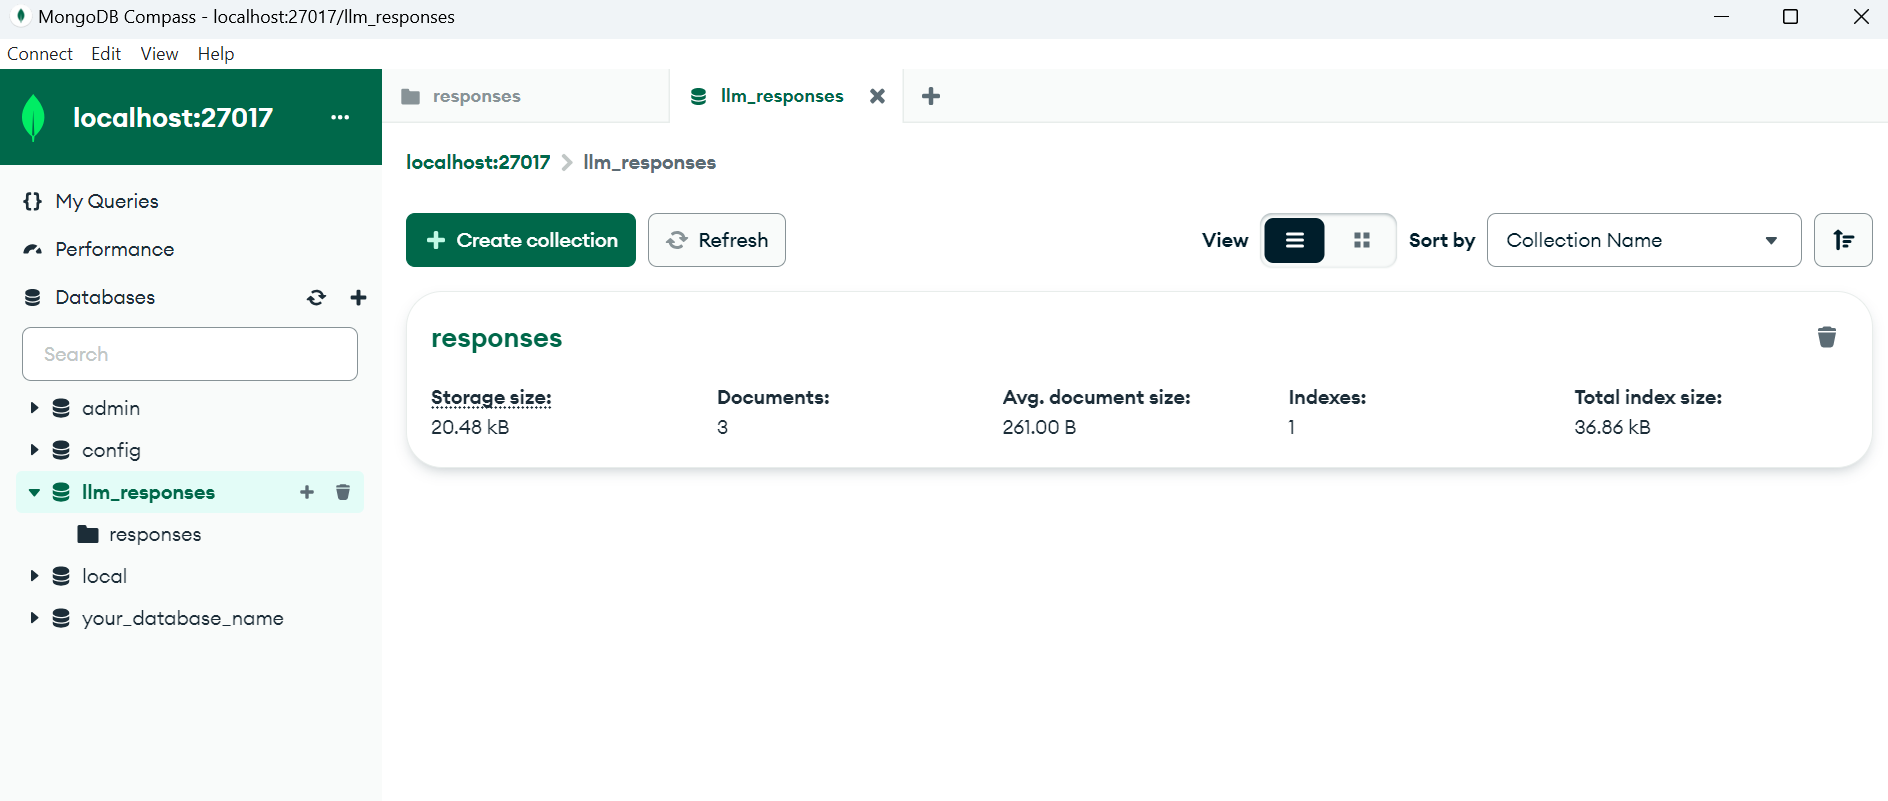 MongoDB Compass - localhost:27017/llm_responses
Connect Edit View Help
localhost:27017 ...
My Queries
Performance
Databases
Search
admin
config
llm_responses
responses
local
your_database_name
responses llm_responses
localhost:27017 > llm_responses
Create collection Refresh View Sort by Collection Name
responses
Storage size: Documents: Avg. document size: Indexes: Total index size:
20.48 kB 3 261.00 B 1 36.86 kB